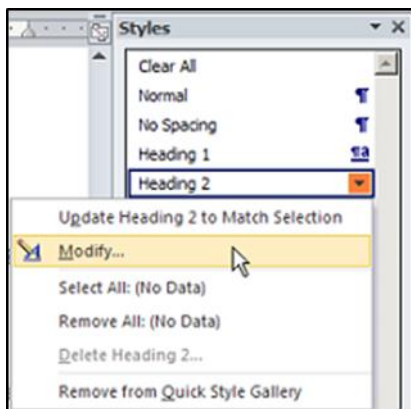 Styles
Clear All
Normal ¶
No Spacing ¶
Heading 1 ¶a
Heading 2
Update Heading 2 to Match Selection
Modify...
Select All: (No Data)
Remove All: (No Data)
Delete Heading 2...
Remove from Quick Style Gallery